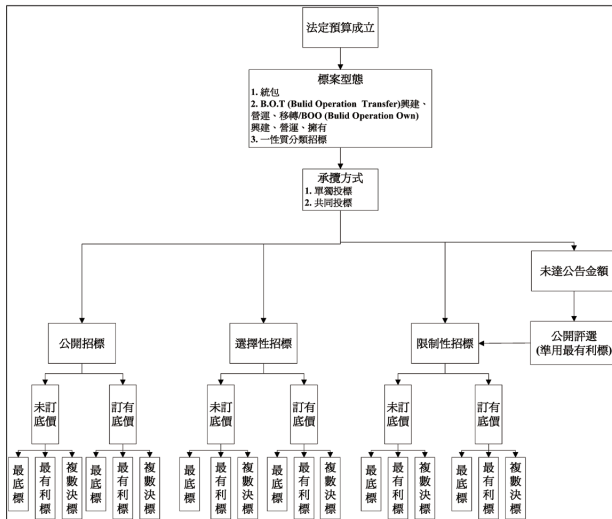 法定預算成立
標案型態
1. 統包
2. B.O.T (Bulid Operation Transfer)興建、
營運、移轉/BOO (Bulid Operation Own)
興建、營運、擁有
3. 一性質分類招標
承攬方式
1. 單獨投標
2. 共同投標
未達公告金額
公開招標
選擇性招標
限制性招標
公開評選
(準用最有利標)
未訂
底價
訂有
底價
未訂
底價
訂有
底價
未訂
底價
訂有
底價
最底標
最有利標
複數決標
最底標
最有利標
複數決標
最底標
最有利標
複數決標
最底標
最有利標
複數決標
最底標
最有利標
複數決標
最底標
最有利標
複數決標